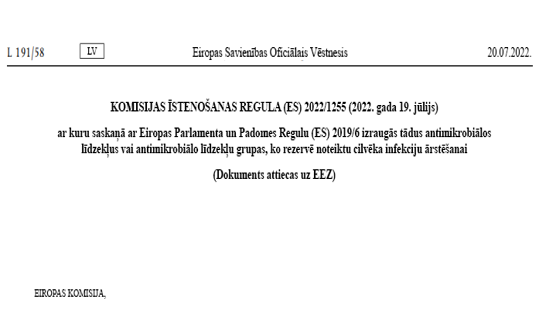 L 191/58 LV Eiropas Savienības Oficiālais Vēstnesis 20.07.2022.
KOMISIJAS ĪSTENOŠANAS REGULA (ES) 2022/1255 (2022. gada 19. jūlijs)
ar kuru saskaņā ar Eiropas Parlamenta un Padomes Regulu (ES) 2019/6 izraugās tādus antimikrobiālos
līdzekļus vai antimikrobiālo līdzekļu grupas, ko rezervē noteiktu cilvēka infekciju ārstēšanai
(Dokuments attiecas uz EEZ)
EIROPAS KOMISIJA,